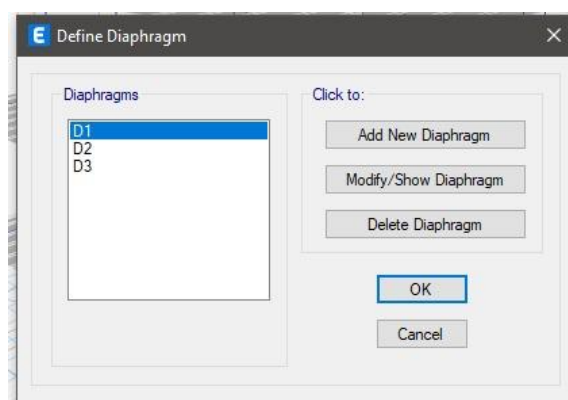 E Define Diaphragm
Diaphragms
D1
D2
D3
Click to:
Add New Diaphragm
Modify/Show Diaphragm
Delete Diaphragm
OK
Cancel